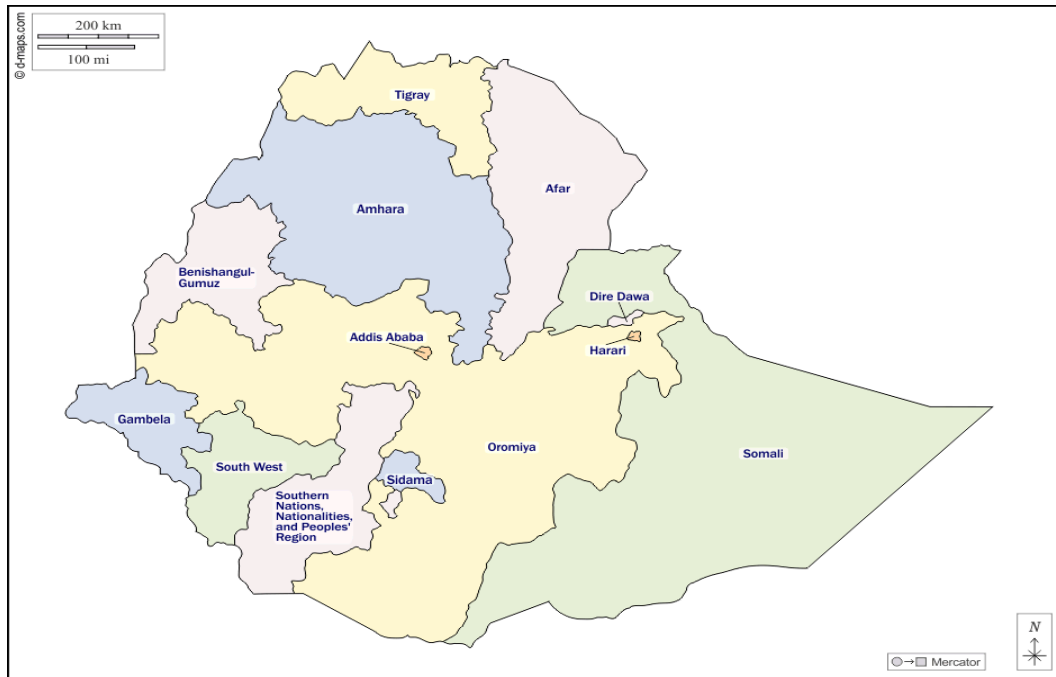 200 km
100 mi
© d-maps.com
Tigray
Afar
Amhara
Benishangul-
Gumuz
Dire Dawa
Addis Ababa
Harari
Gambela
Oromiya
Somali
South West
Sidama
Southern
Nations,
Nationalities,
and Peoples'
Region
N
Mercator